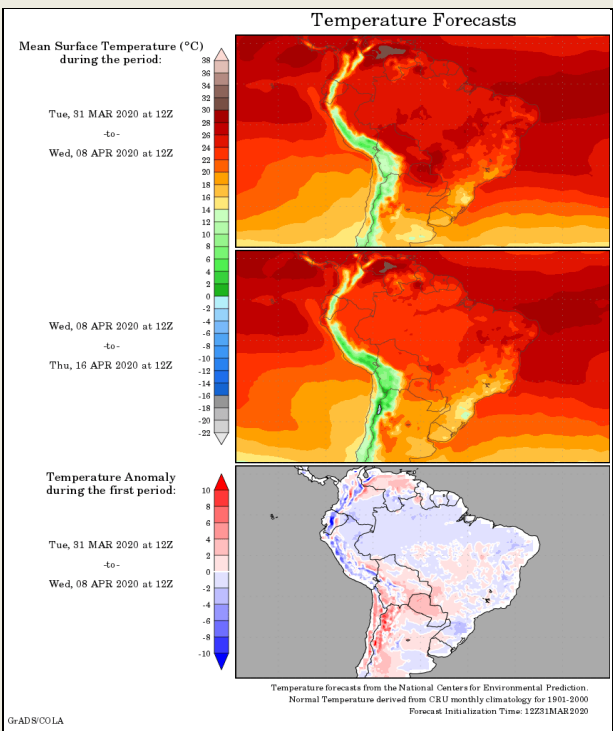 Temperature Forecasts
Mean Surface Temperature (°C)
during the period:
Tue, 31 MAR 2020 at 12Z
-to-
Wed, 08 APR 2020 at 12Z
38
36
34
32
30
28
26
24
22
20
18
16
14
12
10
8
6
4
2
0
-2
-4
-6
-8
-10
-12
-14
-16
-18
-20
-22
Wed, 08 APR 2020 at 12Z
-to-
Thu, 16 APR 2020 at 12Z
Temperature Anomaly
during the first period:
Tue, 31 MAR 2020 at 12Z
-to-
Wed, 08 APR 2020 at 12Z
10
8
6
4
2
0
-2
-4
-6
-8
-10
Temperature forecasts from the National Centers for Environmental Prediction.
Normal Temperature derived from CRU monthly climatology for 1901-2000
Forecast Initialization Time: 12Z31MAR2020
GrADS/COLA